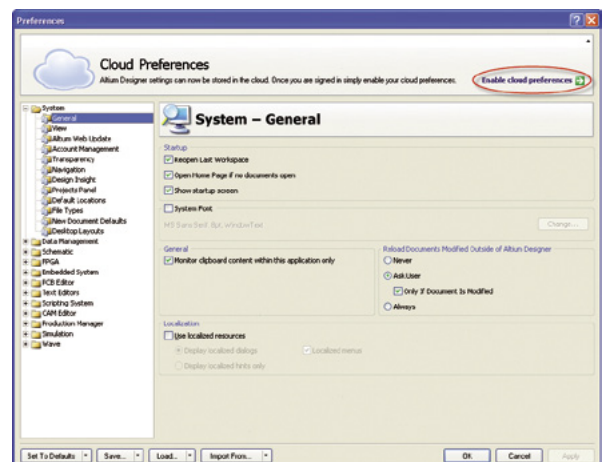 Preferences
Cloud Preferences
Altium Designer settings can now be stored in the cloud. Once you are signed in simply enable your cloud preferences.
Enable cloud preferences
System
General
View
Altium Web Update
Account Management
Transparency
Navigation
Design Insight
Projects Panel
Default Locations
File Types
New Document Defaults
Desktop Layouts
Data Management
Schematic
FPGA
Embedded System
PCB Editor
Text Editors
Scripting System
CAM Editor
Production Manager
Simulation
Wave
System – General
Startup
Reopen Last Workspace
Open Home Page if no documents open
Show startup screen
System Font
MS Sans Serif, 8pt, WindowText
Change...
General
Monitor clipboard content within this application only
Reload Documents Modified Outside of Altium Designer
Never
Ask User
Only If Document Is Modified
Always
Localization
Use localized resources
Display localized dialogs
Localized menus
Display localized hints only
Set To Defaults
Save...
Load...
Import From...
OK
Cancel
Apply